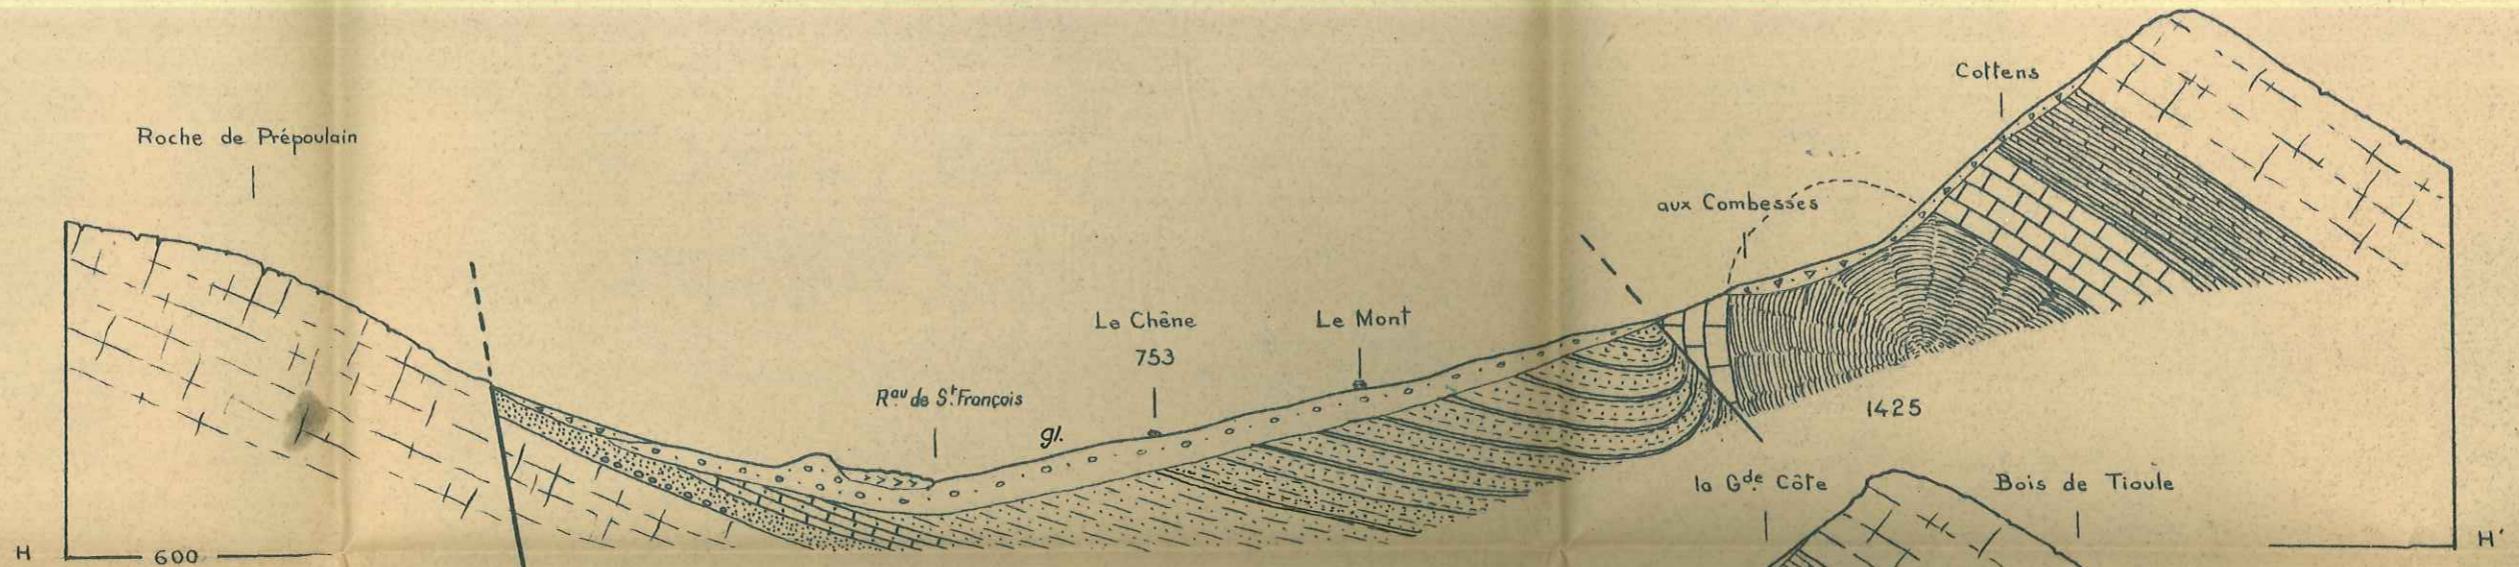 Cottens
Roche de Prépoulain
aux Combesses
Le Chêne
753
Le Mont
Rau de St. François
gl.
1425
la Gde Côte
Bois de Tioule
H
600
H'